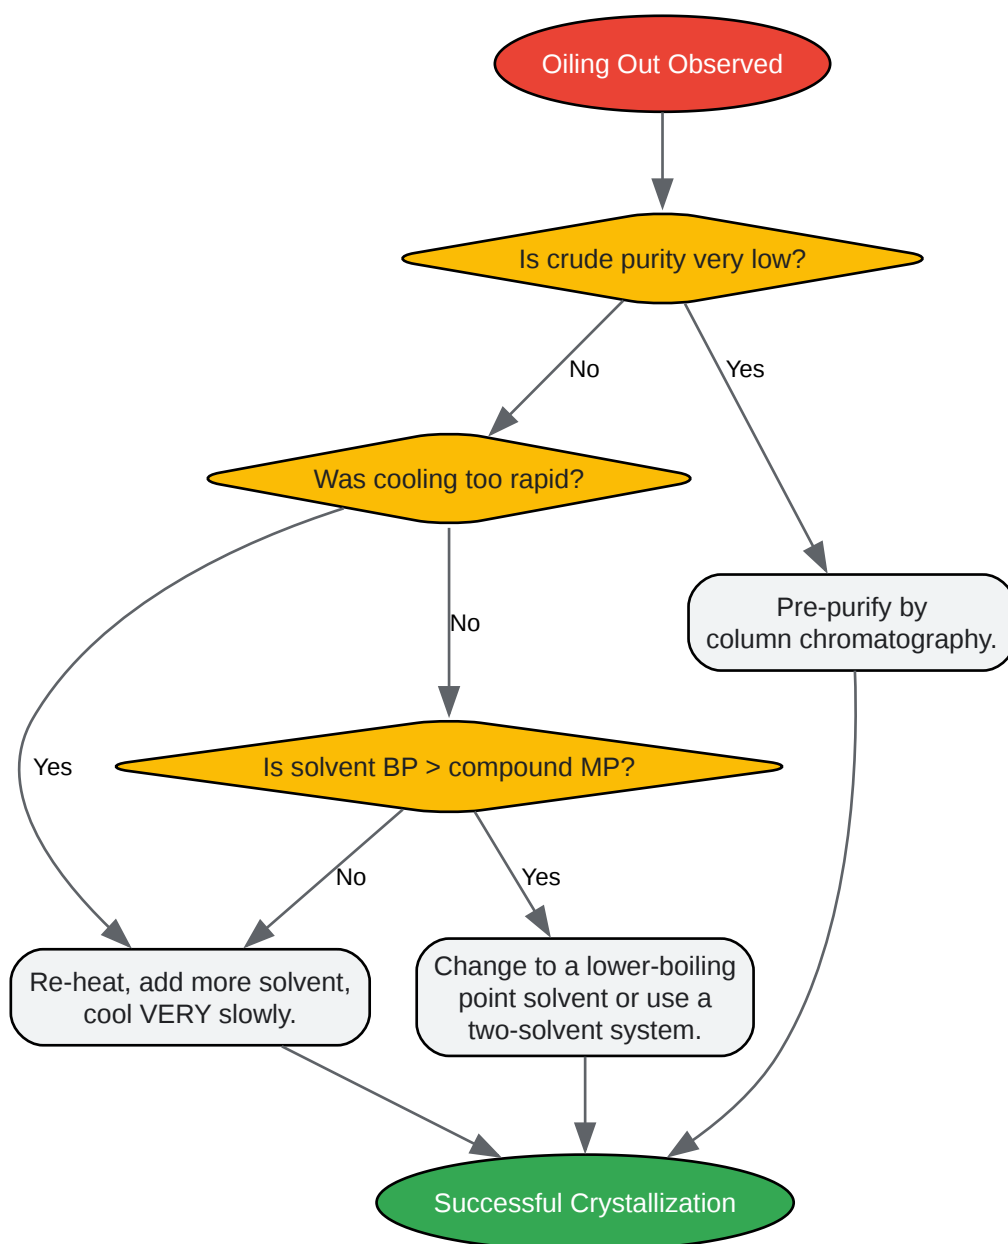 Oiling Out Observed
Is crude purity very low?
No
Yes
Was cooling too rapid?
Pre-purify by
column chromatography.
No
Yes
Is solvent BP > compound MP?
No
Yes
Re-heat, add more solvent,
cool VERY slowly.
Change to a lower-boiling
point solvent or use a
two-solvent system.
Successful Crystallization